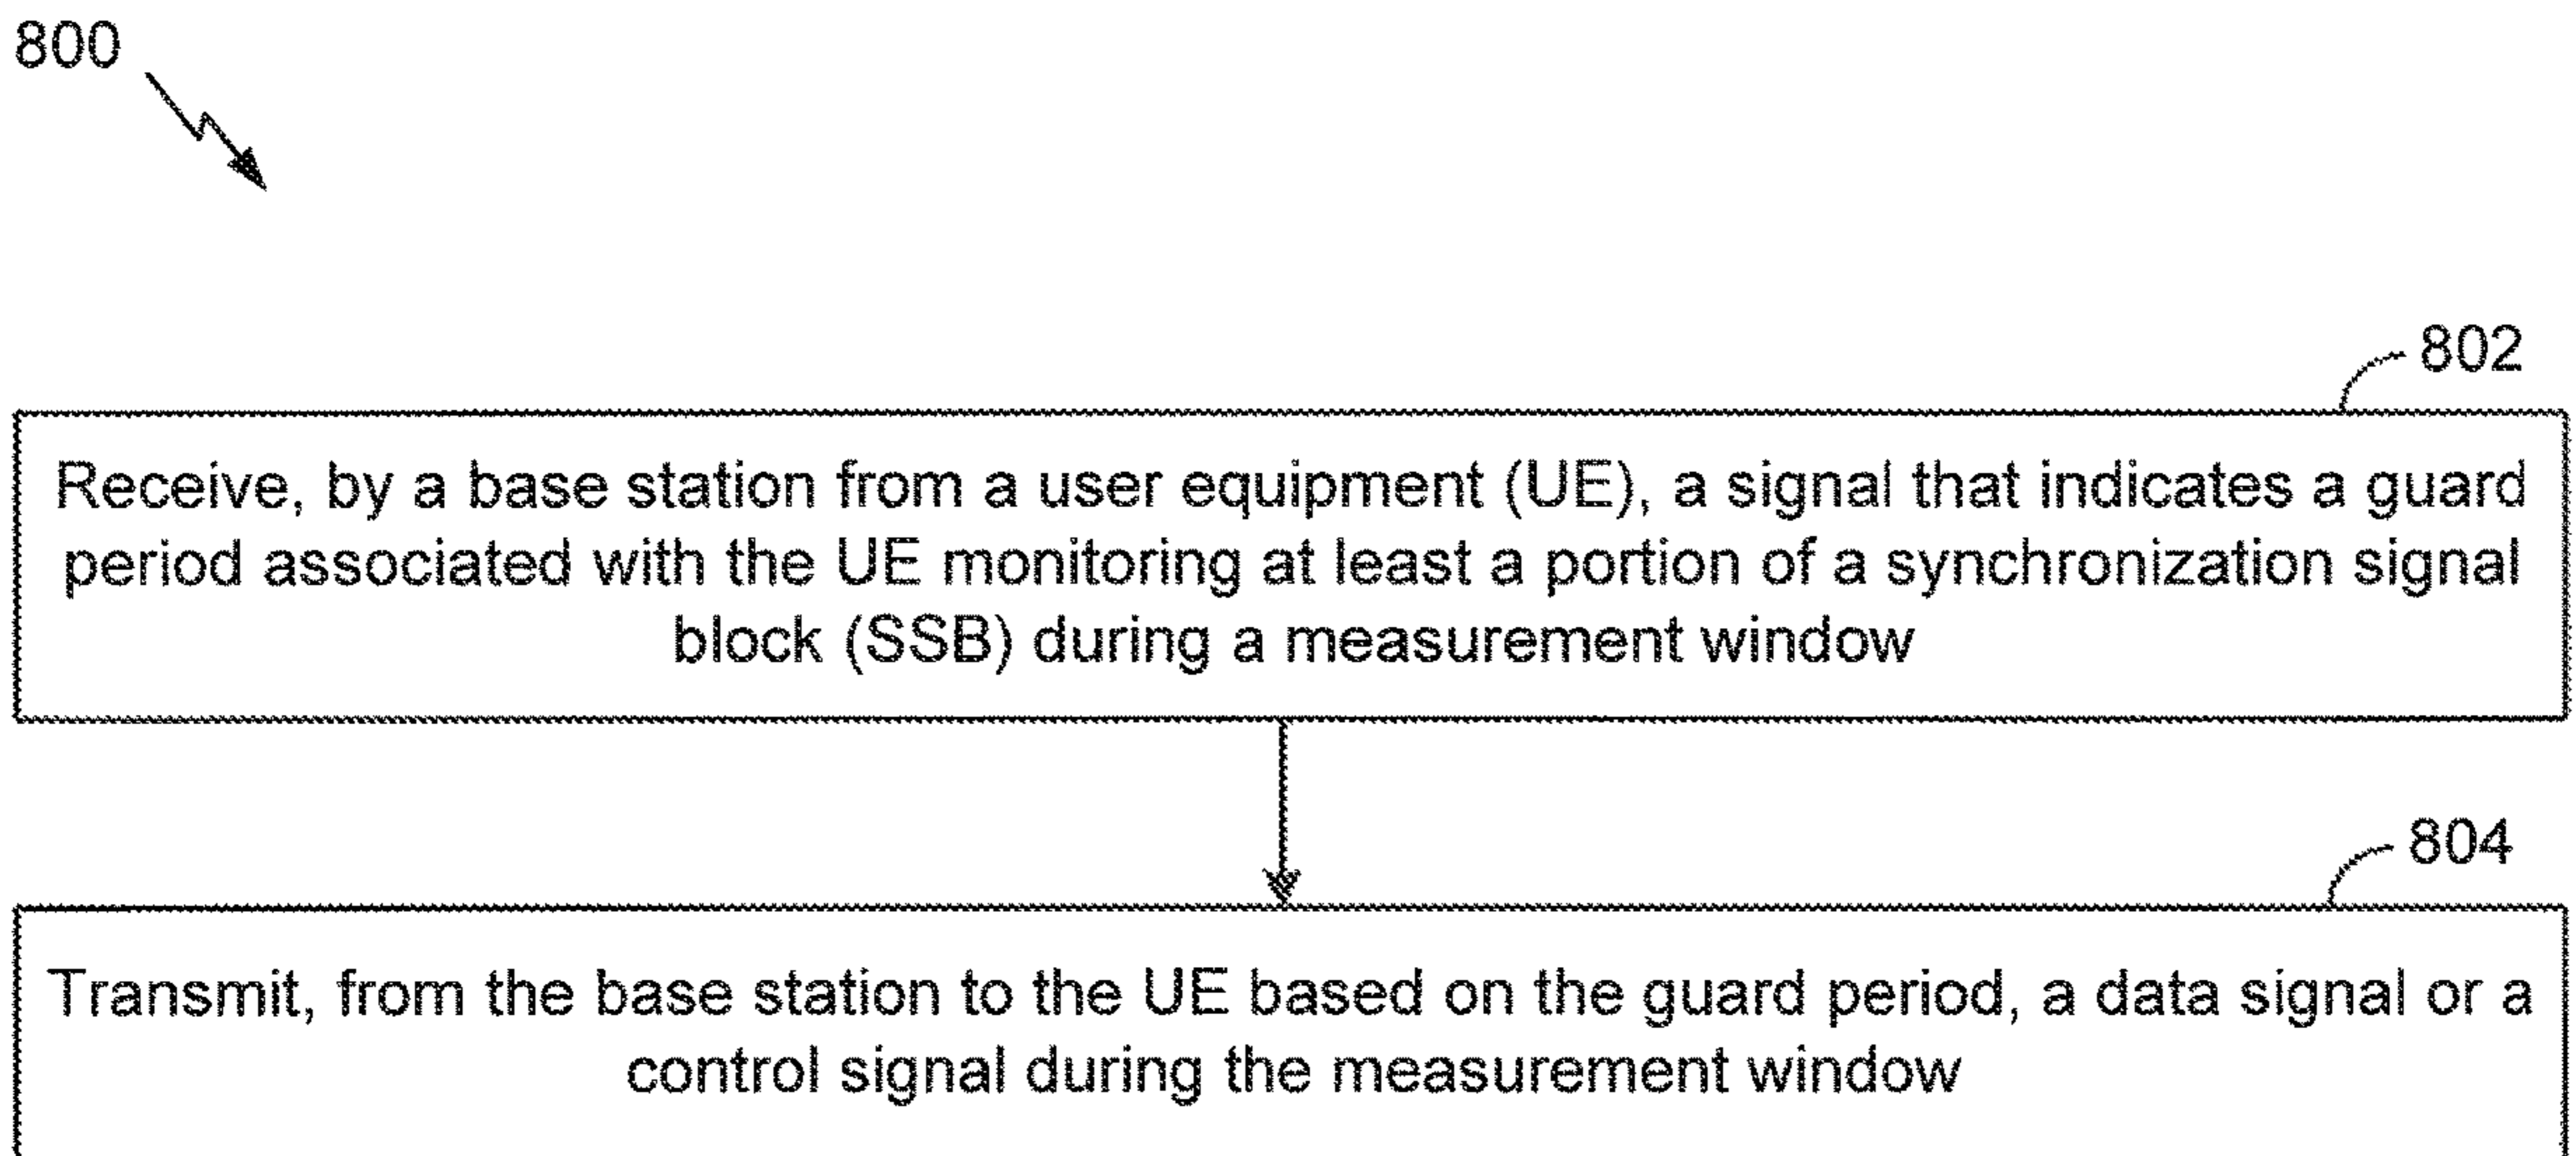 800
802
Receive, by a base station from a user equipment (UE), a signal that indicates a guard
period associated with the UE monitoring at least a portion of a synchronization signal
block (SSB) during a measurement window
804
Transmit, from the base station to the UE based on the guard period, a data signal or a
control signal during the measurement window